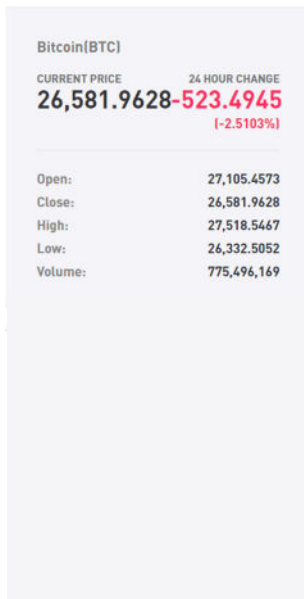 Bitcoin(BTC)
CURRENT PRICE 24 HOUR CHANGE
26,581.9628-523.4945
(-2.5103%)
Open: 27,105.4573
Close: 26,581.9628
High: 27,518.5467
Low: 26,332.5052
Volume: 775,496,169